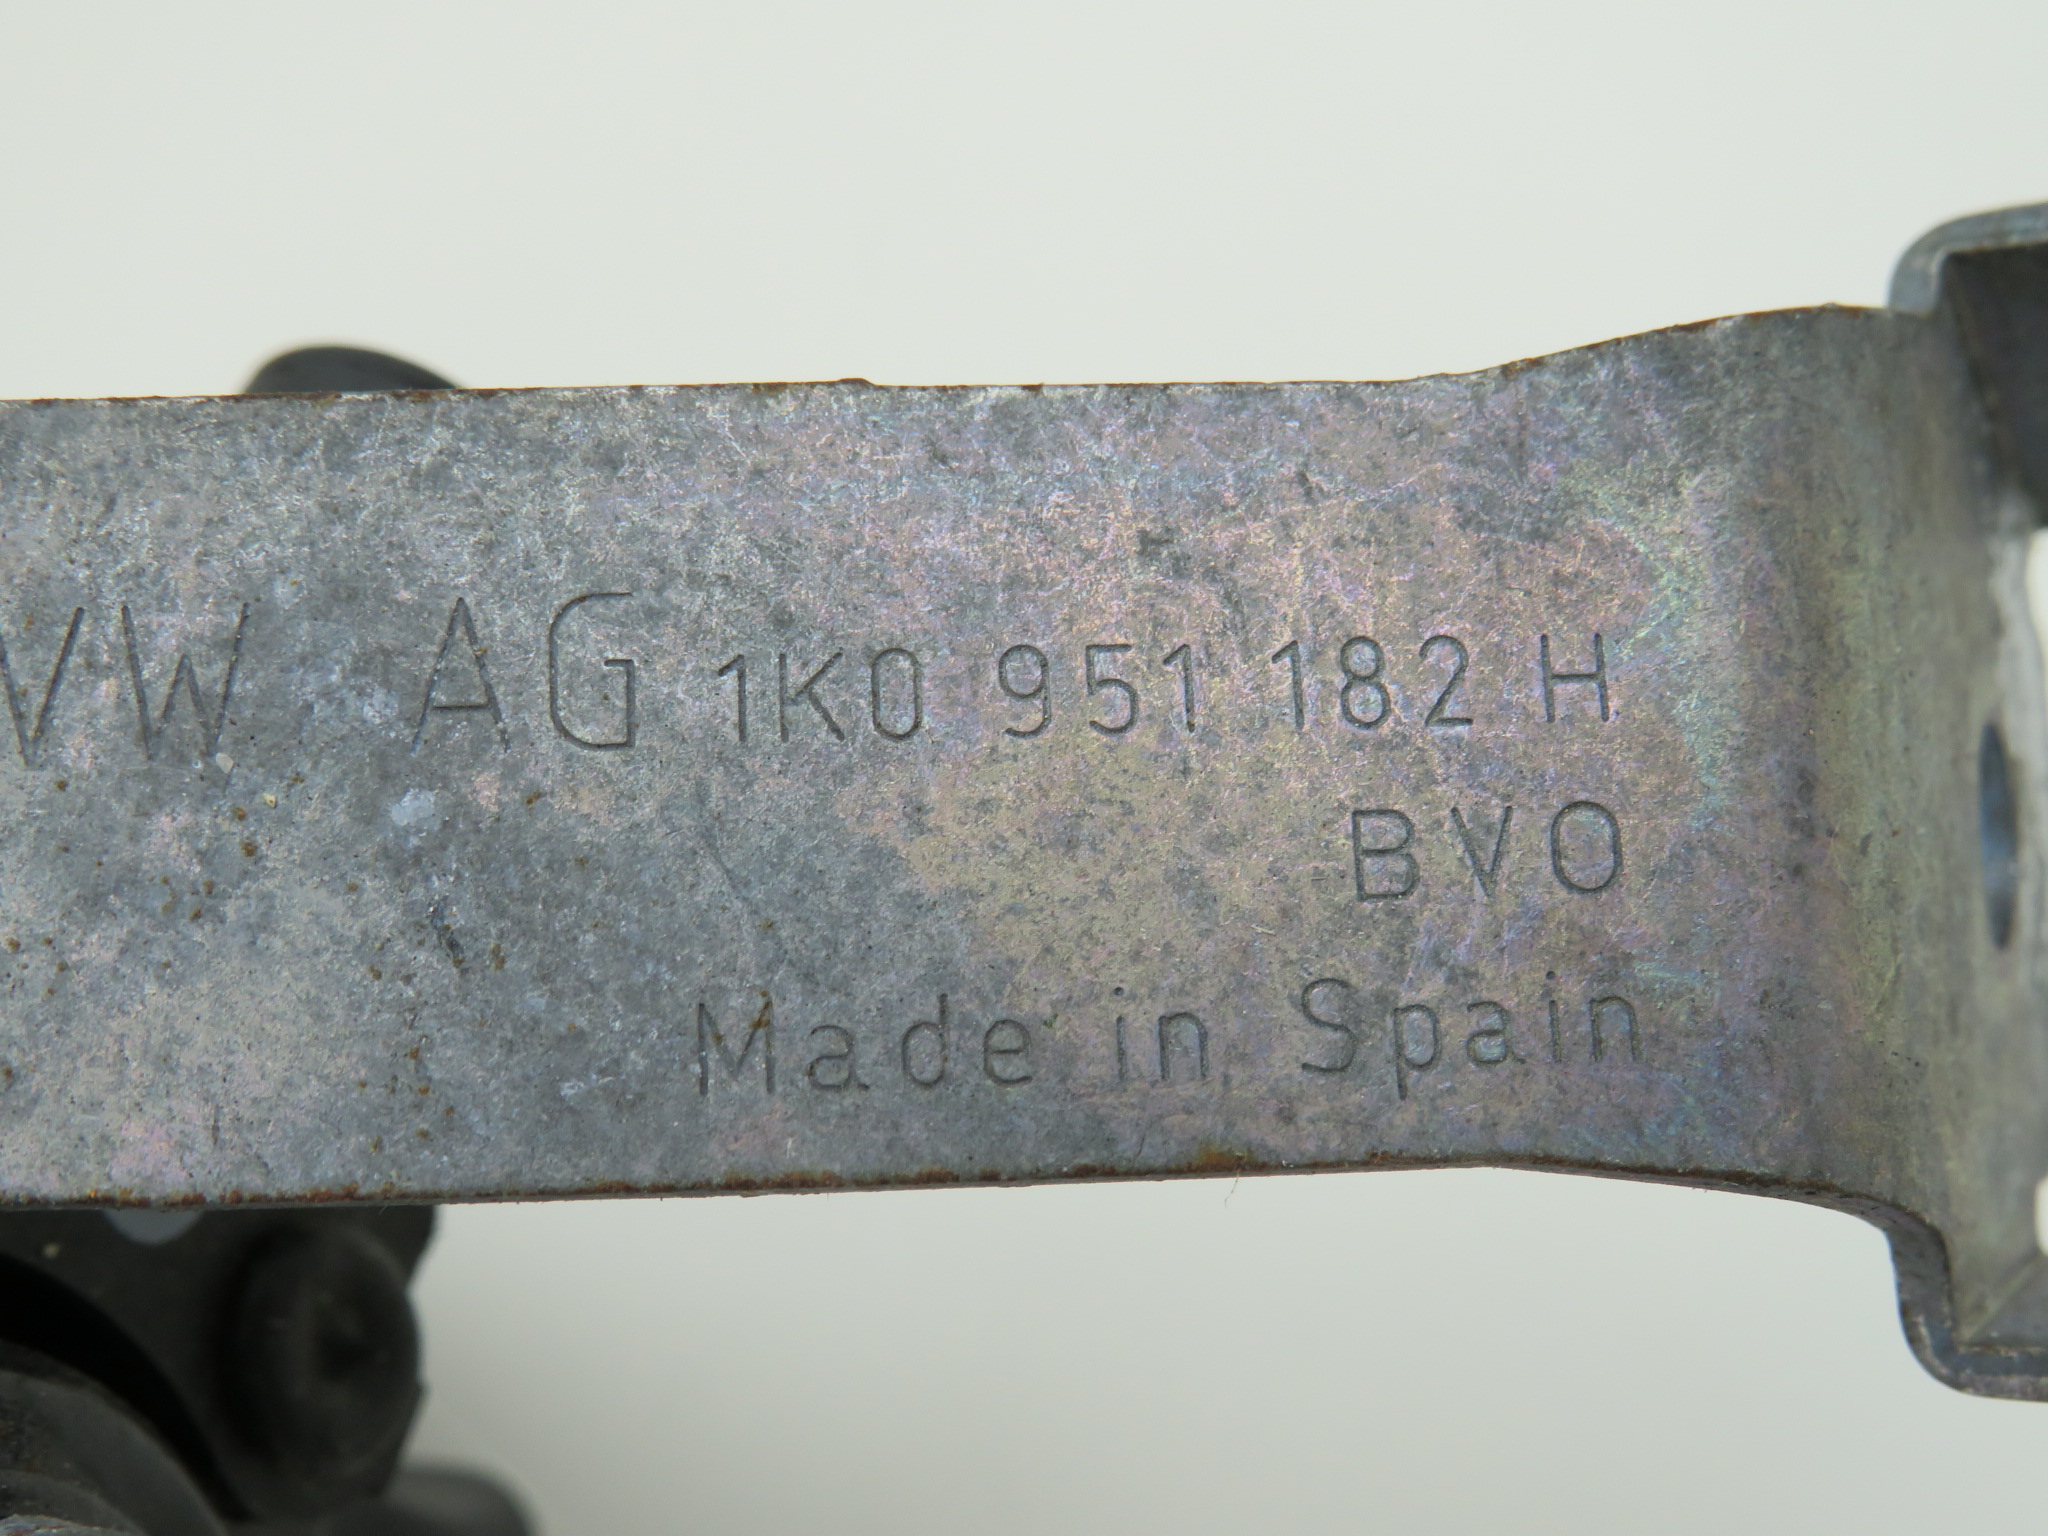 VW AG 1K0 951 182 H
BVO
Made in Spain